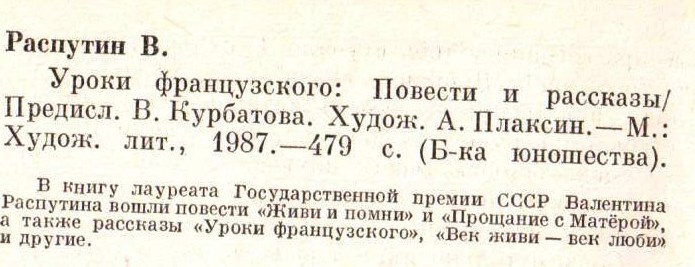 Распутин В.
Уроки французского: Повести и рассказы/
Предисл. В. Курбатова. Худож. А. Плаксин.—М.:
Худож. лит., 1987.—479 с. (Б-ка юношества).
В книгу лауреата Государственной премии СССР Валентина
Распутина вошли повести «Живи и помни» и «Прощание с Матёрой»,
а также рассказы «Уроки французского», «Век живи — век люби»
и другие.